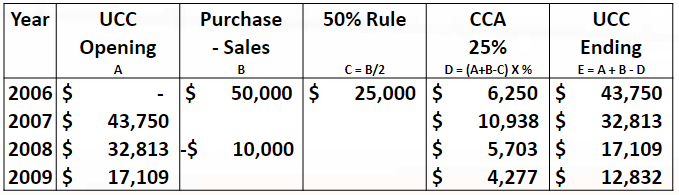 Year UCC Purchase 50% Rule CCA UCC
Opening - Sales 25% Ending
A B C = B/2 D = (A+B-C) X % E = A + B - D
2006 $ - $ 50,000 $ 25,000 $ 6,250 $ 43,750
2007 $ 43,750 $ 10,938 $ 32,813
2008 $ 32,813 -$ 10,000 $ 5,703 $ 17,109
2009 $ 17,109 $ 4,277 $ 12,832